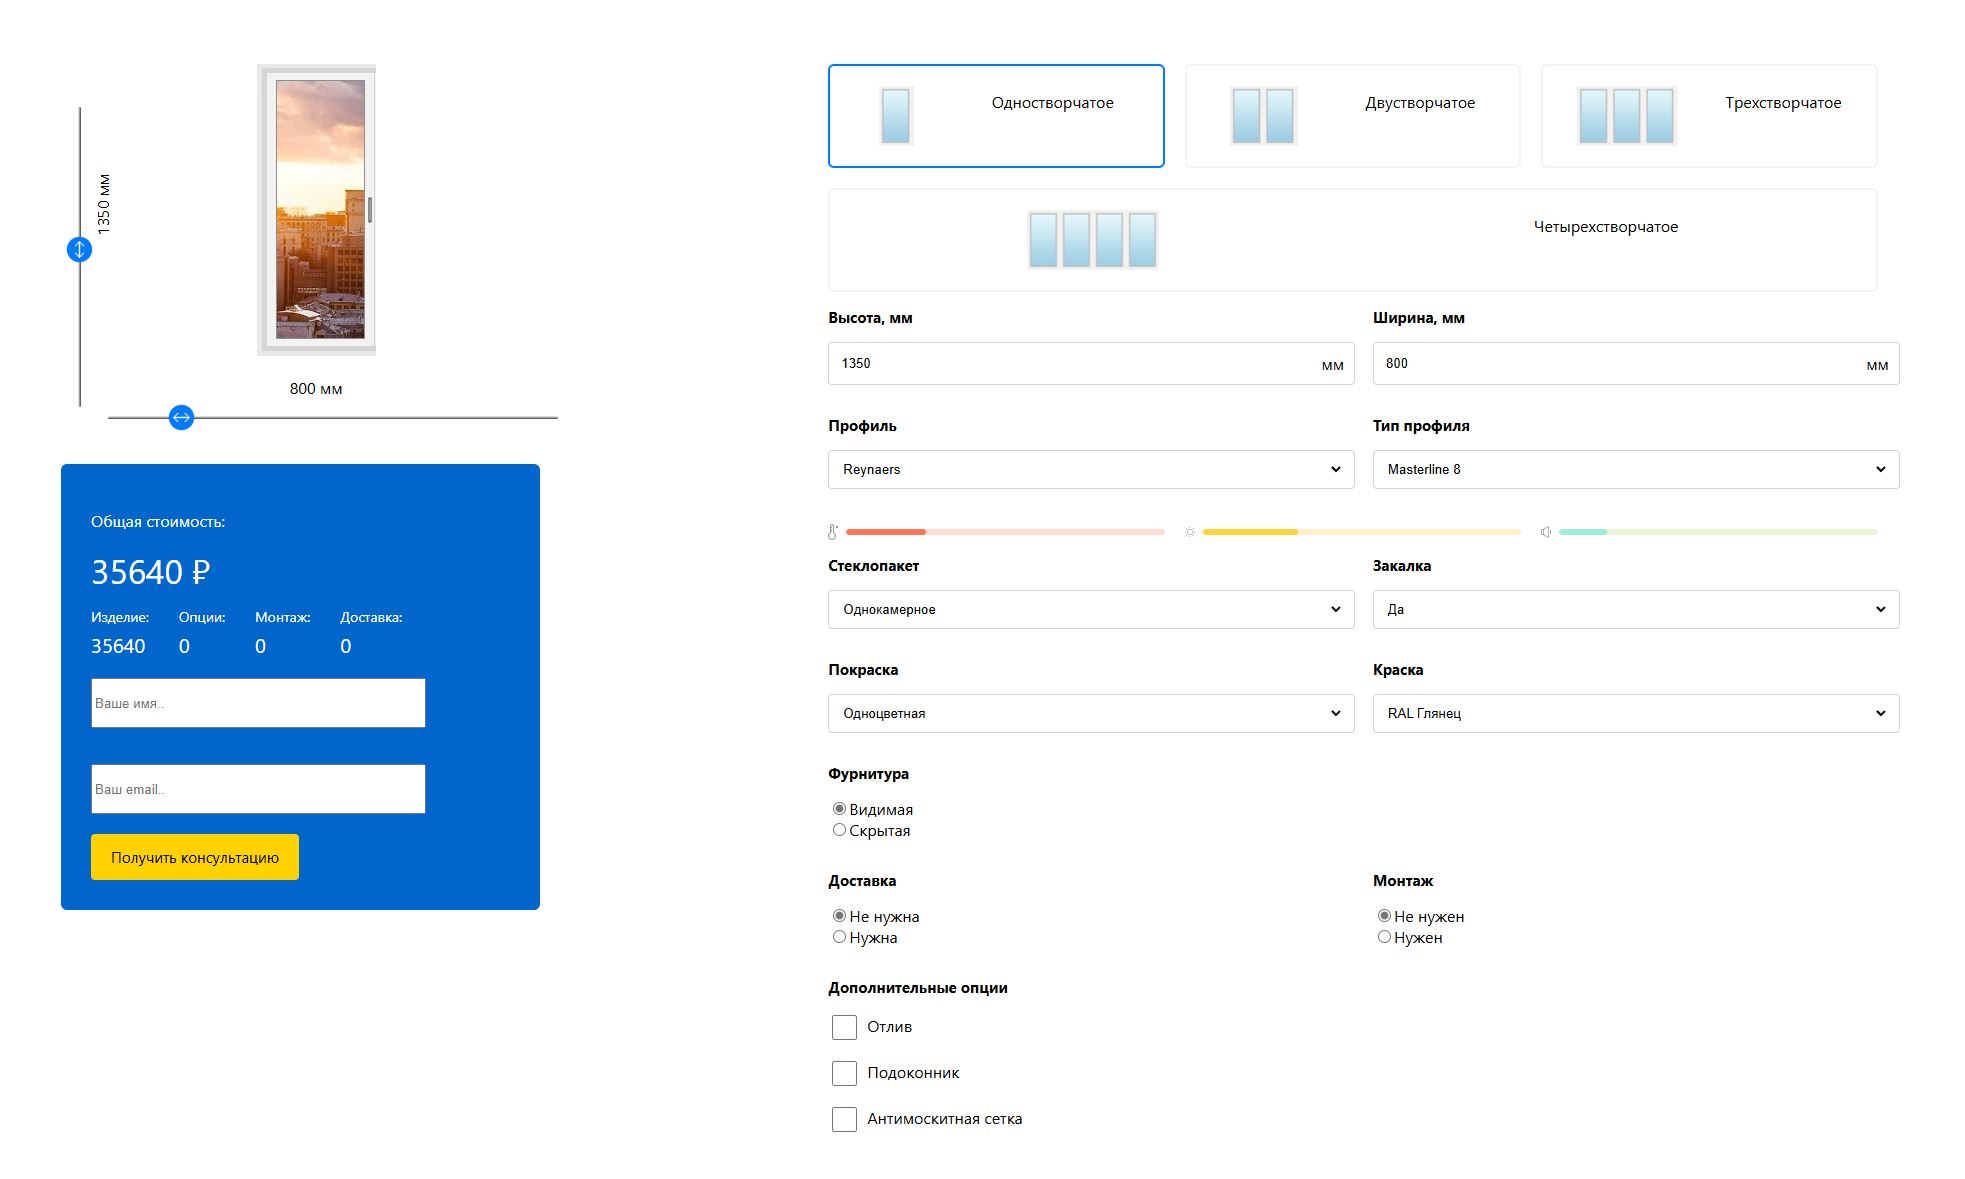 1350 мм
800 мм
Общая стоимость:
35640 ₽
Изделие: Опции: Монтаж: Доставка:
35640 0 0 0
Ваше имя..
Ваш email..
Получить консультацию
Одностворчатое Двустворчатое Трехстворчатое
Четырехстворчатое
Высота, мм Ширина, мм
1350 мм 800 мм
Профиль Тип профиля
Reynaers Masterline 8
Стеклопакет Закалка
Однокамерное Да
Покраска Краска
Одноцветная RAL Глянец
Фурнитура
Видимая
Скрытая
Доставка Монтаж
Не нужна Не нужен
Нужна Нужен
Дополнительные опции
Отлив
Подоконник
Антимоскитная сетка